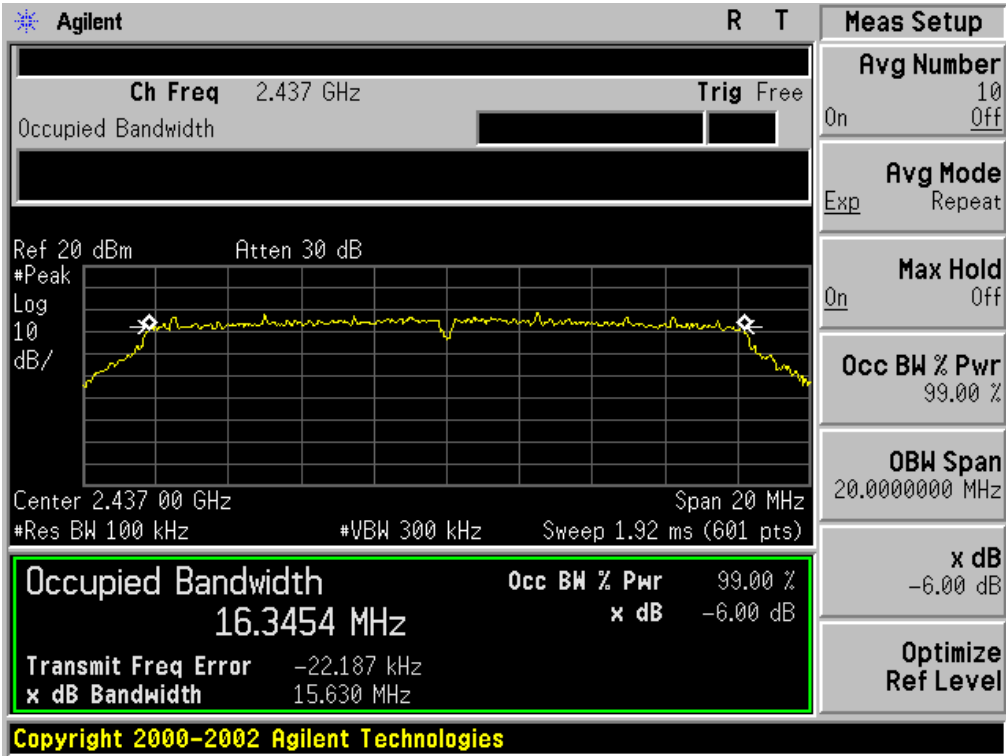 Agilent R T
Ch Freq 2.437 GHz Trig Free
Occupied Bandwidth
Ref 20 dBm Atten 30 dB
#Peak
Log
10
dB/
Center 2.437 00 GHz Span 20 MHz
#Res BW 100 kHz #VBW 300 kHz Sweep 1.92 ms (601 pts)
Occupied Bandwidth
16.3454 MHz
Occ BW % Pwr 99.00 %
x dB -6.00 dB
Transmit Freq Error -22.187 kHz
x dB Bandwidth 15.630 MHz
Copyright 2000-2002 Agilent Technologies
Meas Setup
Avg Number
10
On Off
Avg Mode
Exp Repeat
Max Hold
On Off
Occ BW % Pwr
99.00 %
OBW Span
20.0000000 MHz
x dB
-6.00 dB
Optimize
Ref Level